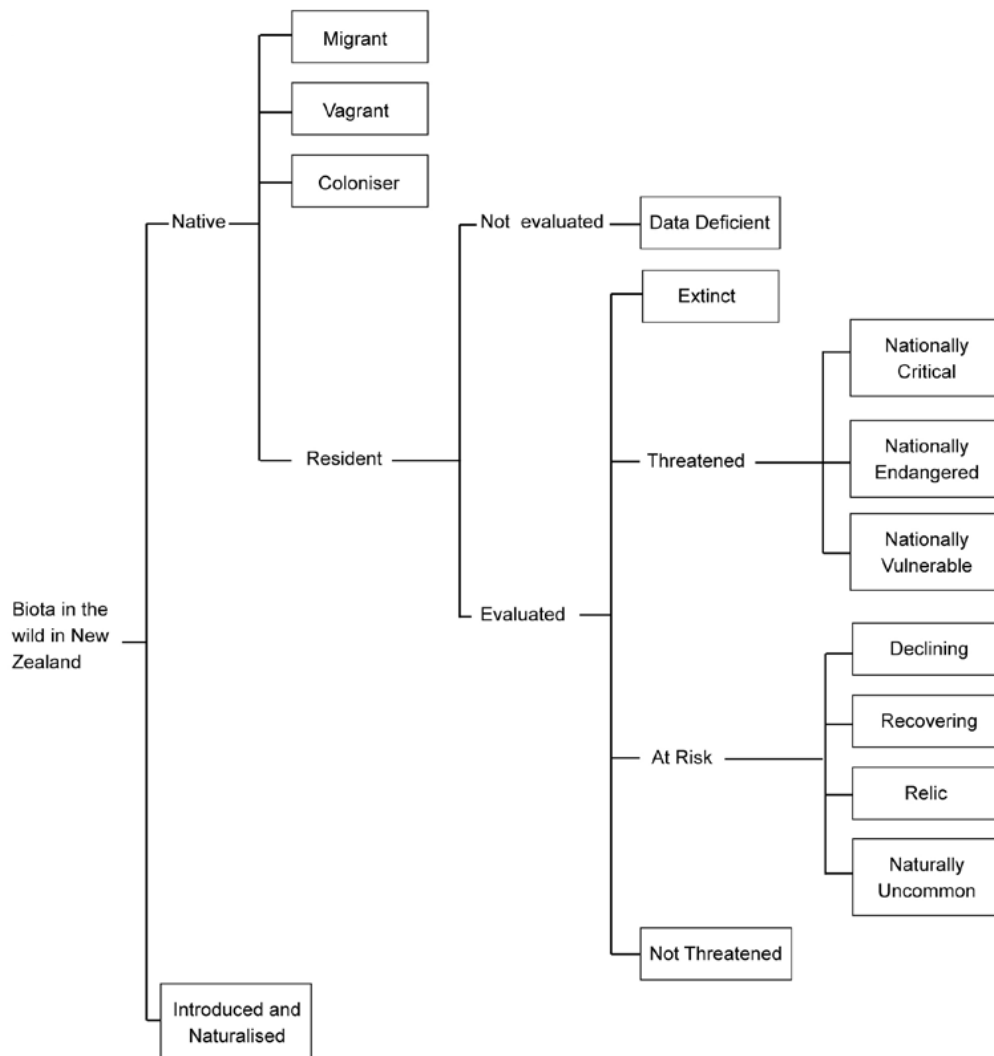 Migrant
Vagrant
Coloniser
Native
Not evaluated
Data Deficient
Extinct
Nationally
Critical
Resident
Threatened
Nationally
Endangered
Nationally
Vulnerable
Biota in the
wild in New
Zealand
Evaluated
Declining
Recovering
At Risk
Relic
Naturally
Uncommon
Not Threatened
Introduced and
Naturalised